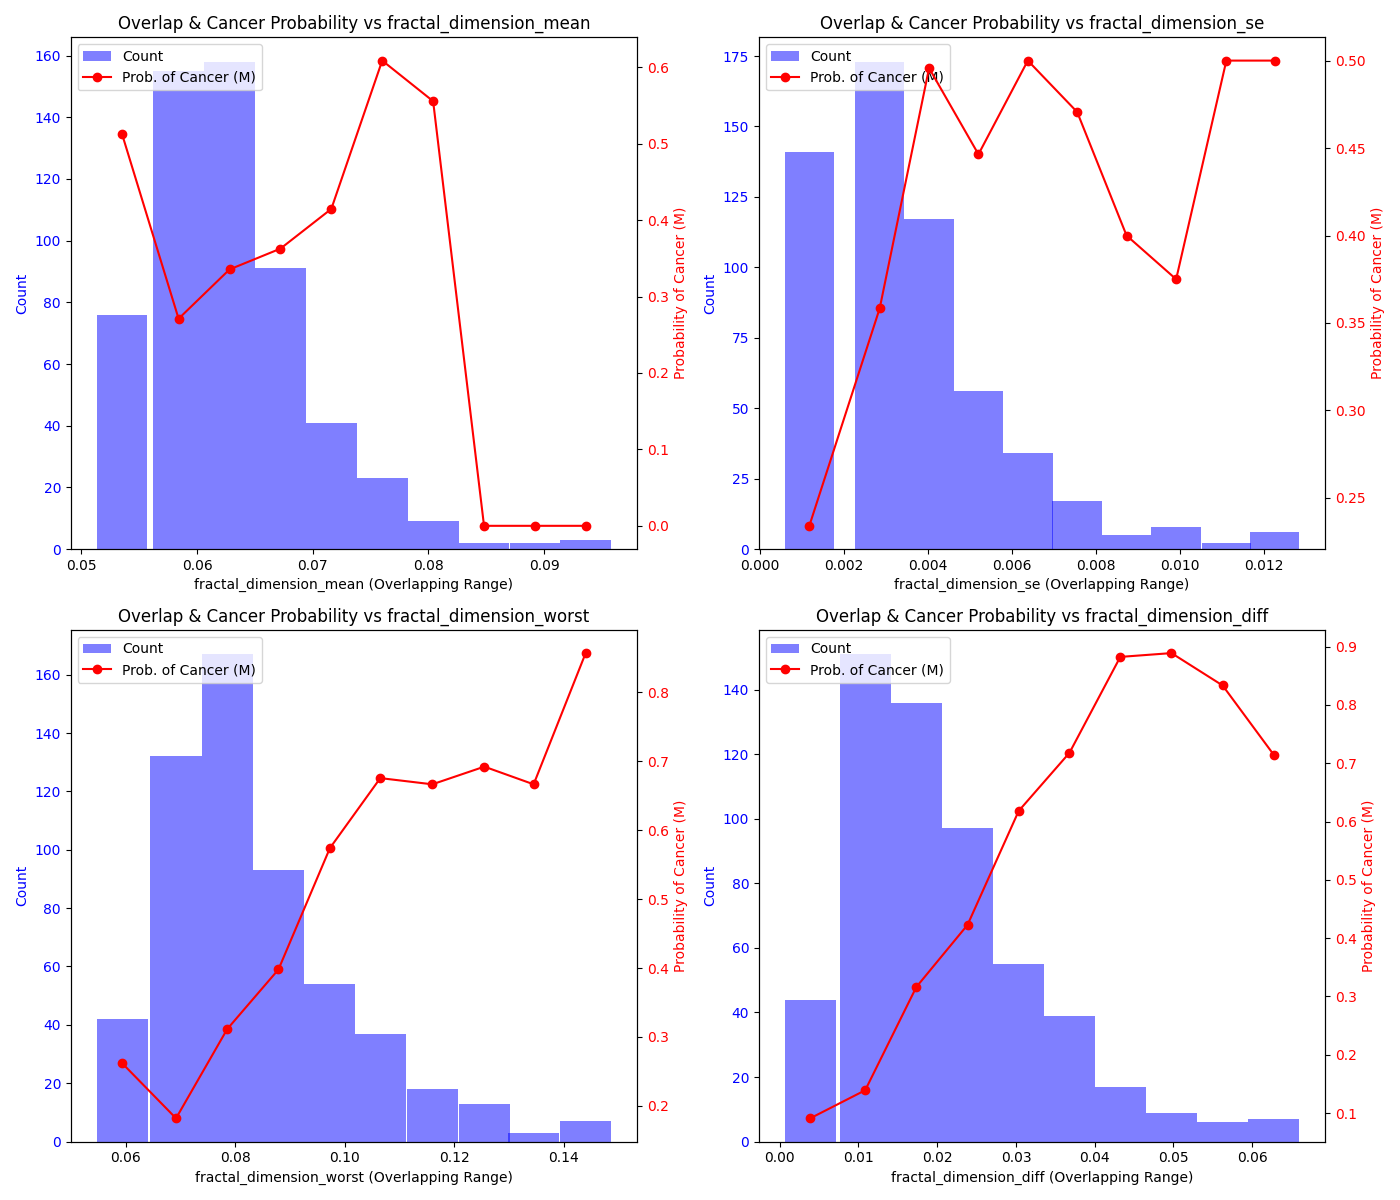 Overlap & Cancer Probability vs fractal_dimension_mean
Count
Prob. of Cancer (M)
160
140
120
100
80
60
40
20
0
Count
0.6
0.5
0.4
0.3
0.2
0.1
0.0
Probability of Cancer (M)
0.05 0.06 0.07 0.08 0.09
fractal_dimension_mean (Overlapping Range)
Overlap & Cancer Probability vs fractal_dimension_se
Count
Prob. of Cancer (M)
175
150
125
100
75
50
25
0
Count
0.50
0.45
0.40
0.35
0.30
0.25
Probability of Cancer (M)
0.000 0.002 0.004 0.006 0.008 0.010 0.012
fractal_dimension_se (Overlapping Range)
Overlap & Cancer Probability vs fractal_dimension_worst
Count
Prob. of Cancer (M)
160
140
120
100
80
60
40
20
0
Count
0.8
0.7
0.6
0.5
0.4
0.3
0.2
Probability of Cancer (M)
0.06 0.08 0.10 0.12 0.14
fractal_dimension_worst (Overlapping Range)
Overlap & Cancer Probability vs fractal_dimension_diff
Count
Prob. of Cancer (M)
140
120
100
80
60
40
20
0
Count
0.9
0.8
0.7
0.6
0.5
0.4
0.3
0.2
0.1
Probability of Cancer (M)
0.00 0.01 0.02 0.03 0.04 0.05 0.06
fractal_dimension_diff (Overlapping Range)